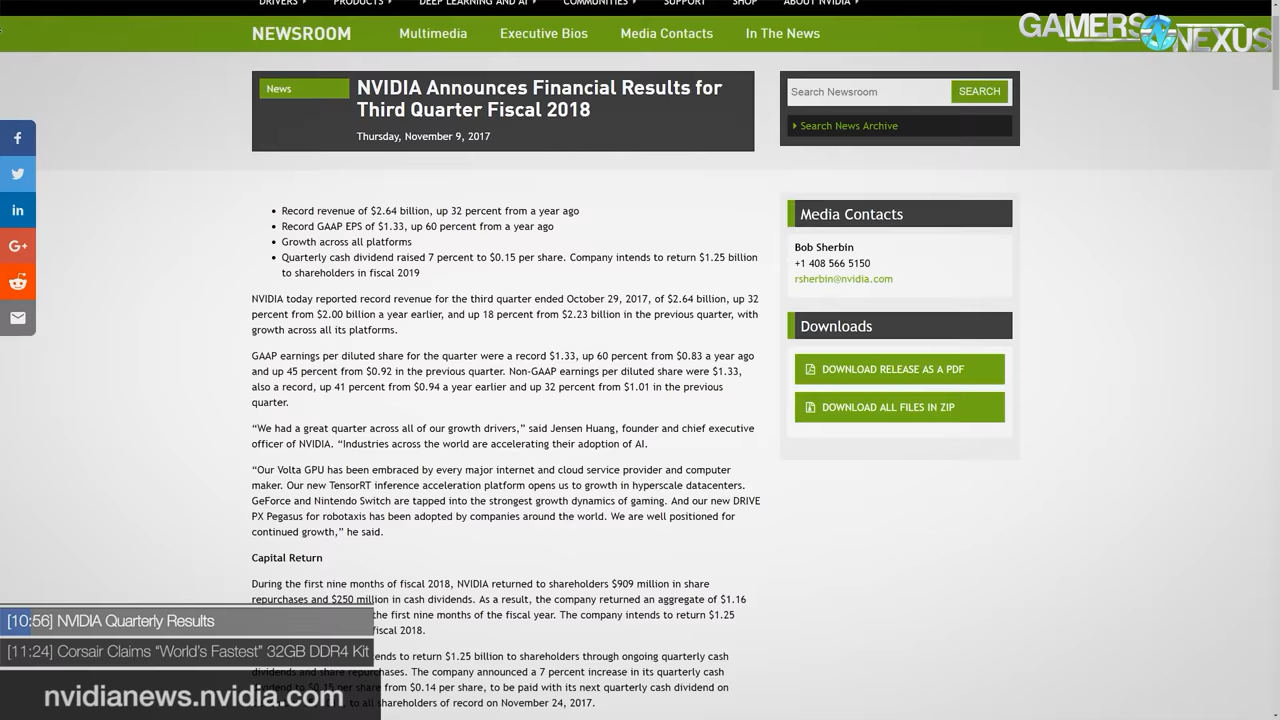 DRIVERS PRODUCTS DEEP LEARNING AND AI COMMUNITIES SUPPORT SHOP ABOUT NVIDIA
NEWSROOM Multimedia Executive Bios Media Contacts In The News
GAMERS NEXUS
News
NVIDIA Announces Financial Results for
Third Quarter Fiscal 2018
Thursday, November 9, 2017
Search Newsroom SEARCH
Search News Archive
Record revenue of $2.64 billion, up 32 percent from a year ago
Record GAAP EPS of $1.33, up 60 percent from a year ago
Growth across all platforms
Quarterly cash dividend raised 7 percent to $0.15 per share. Company intends to return $1.25 billion
to shareholders in fiscal 2019
NVIDIA today reported record revenue for the third quarter ended October 29, 2017, of $2.64 billion, up 32
percent from $2.00 billion a year earlier, and up 18 percent from $2.23 billion in the previous quarter, with
growth across all its platforms.
GAAP earnings per diluted share for the quarter were a record $1.33, up 60 percent from $0.83 a year ago
and up 45 percent from $0.92 in the previous quarter. Non-GAAP earnings per diluted share were $1.33,
also a record, up 41 percent from $0.94 a year earlier and up 32 percent from $1.01 in the previous
quarter.
“We had a great quarter across all of our growth drivers,” said Jensen Huang, founder and chief executive
officer of NVIDIA. “Industries across the world are accelerating their adoption of AI.
“Our Volta GPU has been embraced by every major internet and cloud service provider and computer
maker. Our new TensorRT inference acceleration platform opens us to growth in hyperscale datacenters.
GeForce and Nintendo Switch are tapped into the strongest growth dynamics of gaming. And our new DRIVE
PX Pegasus for robotaxis has been adopted by companies around the world. We are well positioned for
continued growth,” he said.
Capital Return
During the first nine months of fiscal 2018, NVIDIA returned to shareholders $909 million in share
repurchases and $250 million in cash dividends. As a result, the company returned an aggregate of $1.16
the first nine months of the fiscal year. The company intends to return $1.25
fiscal 2018.
ends to return $1.25 billion to shareholders through ongoing quarterly cash
dividends and share repurchases. The company announced a 7 percent increase in its quarterly cash
dividend to $0.15 per share from $0.14 per share, to be paid with its next quarterly cash dividend on
to all shareholders of record on November 24, 2017.
Media Contacts
Bob Sherbin
+1 408 566 5150
rsherbin@nvidia.com
Downloads
DOWNLOAD RELEASE AS A PDF
DOWNLOAD ALL FILES IN ZIP
[10:56] NVIDIA Quarterly Results
[11:24] Corsair Claims “World’s Fastest” 32GB DDR4 Kit
nvidianews.nvidia.com